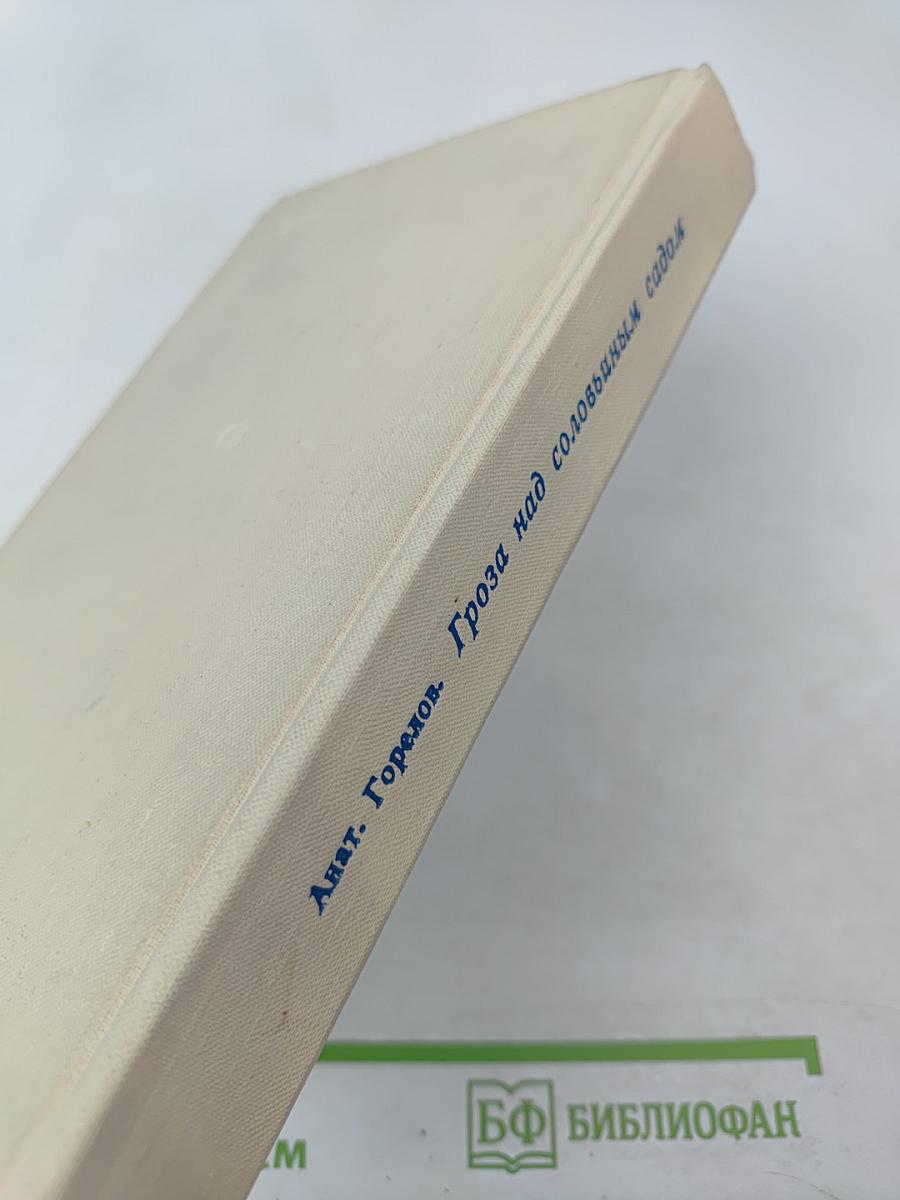 Анат. Горелов. Гроза над соловьиным садом
БФ БИБЛИОФАН